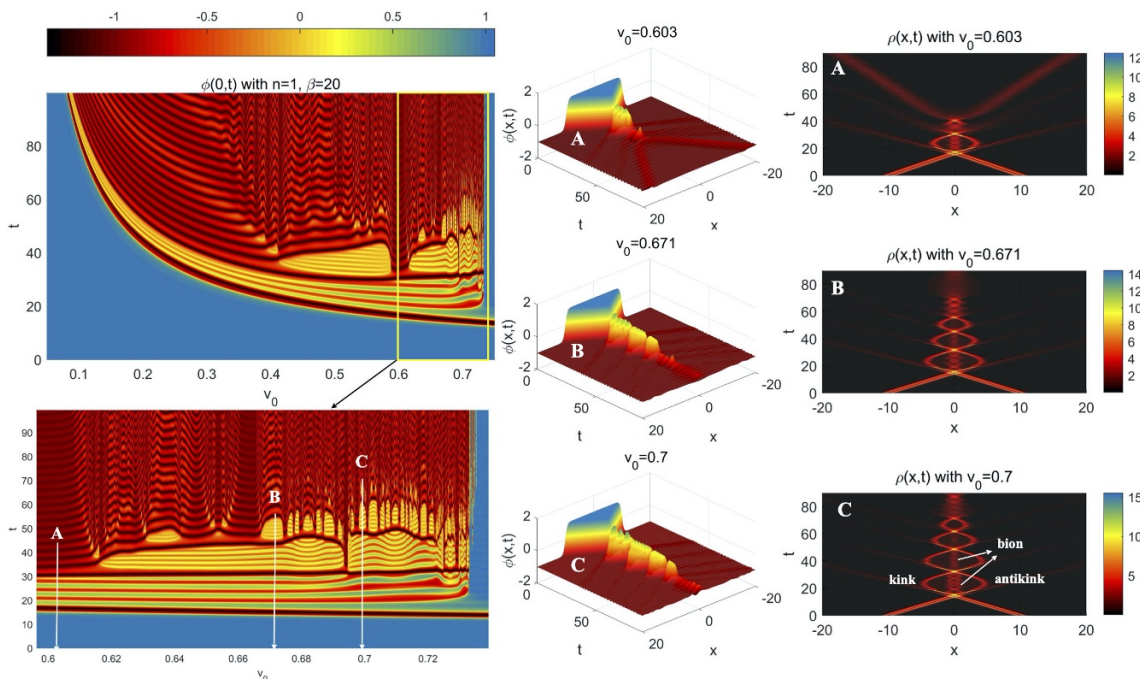 -1 -0.5 0 0.5 1
ϕ(0,t) with n=1, β=20
100
80
60
40
20
0
t
0.1 0.2 0.3 0.4 0.5 0.6 0.7
v0
90
80
70
60
50
40
30
20
10
0
t
A
B
C
0.6 0.62 0.64 0.66 0.68 0.7 0.72
v0
v0=0.603
ϕ(x,t)
2
0
-2
A
0
50
t
20
0
-20
x
v0=0.671
ϕ(x,t)
2
0
-2
B
0
50
t
20
0
-20
x
v0=0.7
ϕ(x,t)
2
0
-2
C
0
50
t
20
0
-20
x
ρ(x,t) with v0=0.603
A
80
60
40
20
0
t
-20 -10 0 10 20
x
12
10
8
6
4
2
ρ(x,t) with v0=0.671
B
80
60
40
20
0
t
-20 -10 0 10 20
x
14
12
10
8
6
4
2
ρ(x,t) with v0=0.7
C
bion
kink antikink
80
60
40
20
0
t
-20 -10 0 10 20
x
15
10
5